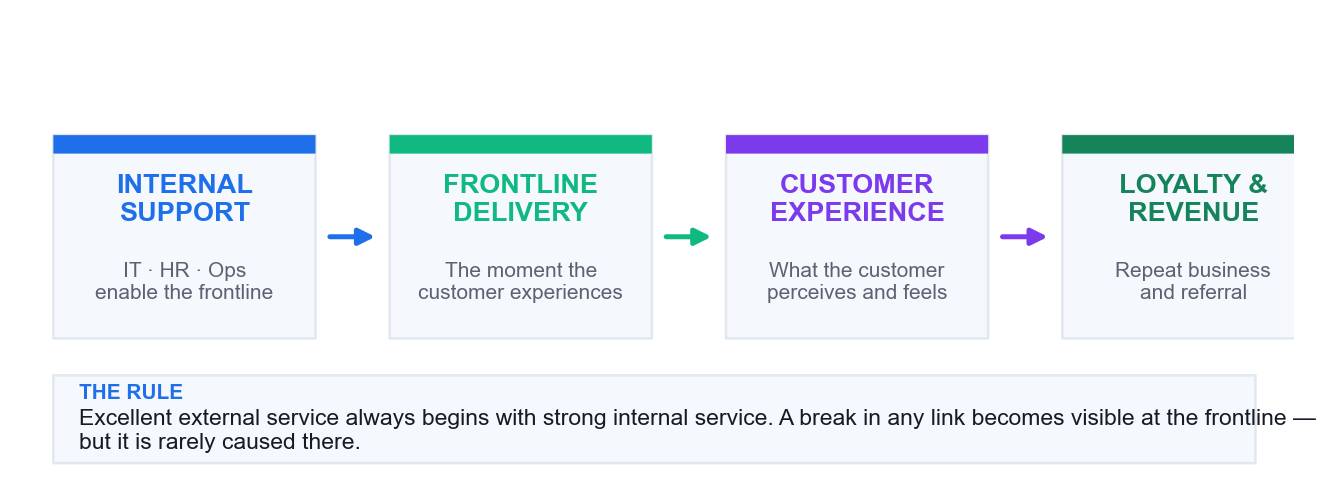 INTERNAL
SUPPORT
IT · HR · Ops
enable the frontline
FRONTLINE
DELIVERY
The moment the
customer experiences
CUSTOMER
EXPERIENCE
What the customer
perceives and feels
LOYALTY &
REVENUE
Repeat business
and referral
THE RULE
Excellent external service always begins with strong internal service. A break in any link becomes visible at the frontline —
but it is rarely caused there.